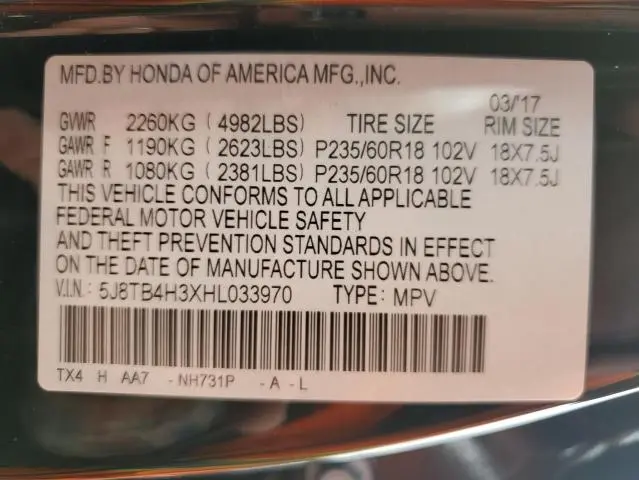 MFD.BY HONDA OF AMERICA MFG.,INC.
03/'17
GVWR 2260KG ( 4982LBS) TIRE SIZE RIM SIZE
GAWR F 1190KG ( 2623LBS) P235/60R18 102V 18X7.5J
GAWR R 1080KG ( 2381LBS) P235/60R18 102V 18X7.5J
THIS VEHICLE CONFORMS TO ALL APPLICABLE
FEDERAL MOTOR VEHICLE SAFETY
AND THEFT PREVENTION STANDARDS IN EFFECT
ON THE DATE OF MANUFACTURE SHOWN ABOVE.
V.I.N.: 5J8TB4H3XHL033970 TYPE: MPV
TX4 H AA7 - NH731P - A - L